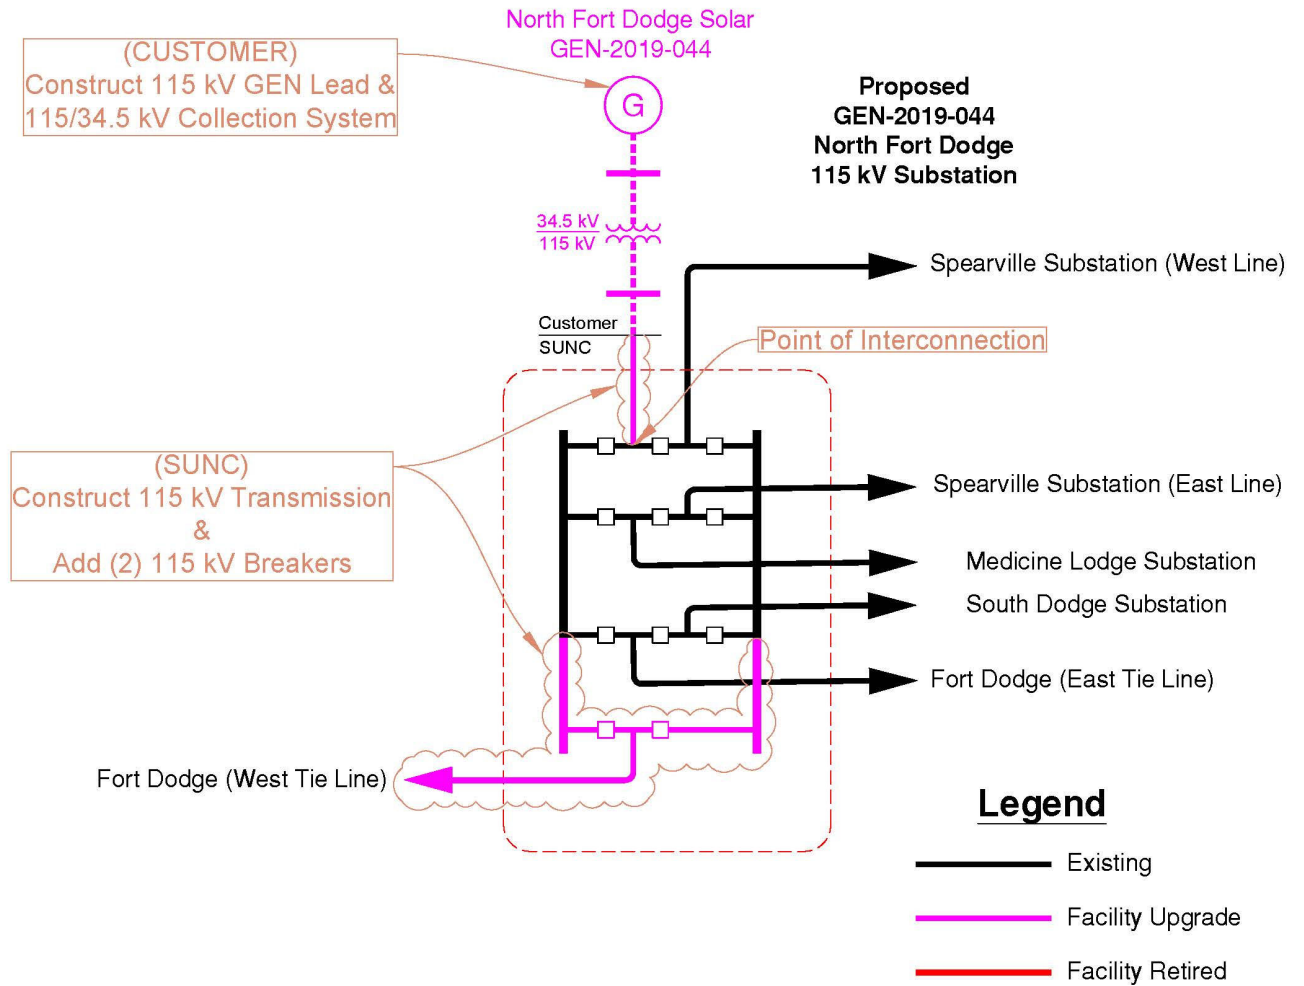 North Fort Dodge Solar
GEN-2019-044
(CUSTOMER)
Construct 115 kV GEN Lead &
115/34.5 kV Collection System
G
Proposed
GEN-2019-044
North Fort Dodge
115 kV Substation
34.5 kV
115 kV
Spearville Substation (West Line)
Customer
SUNC
Point of Interconnection
(SUNC)
Construct 115 kV Transmission
&
Add (2) 115 kV Breakers
Spearville Substation (East Line)
Medicine Lodge Substation
South Dodge Substation
Fort Dodge (East Tie Line)
Fort Dodge (West Tie Line)
Legend
Existing
Facility Upgrade
Facility Retired